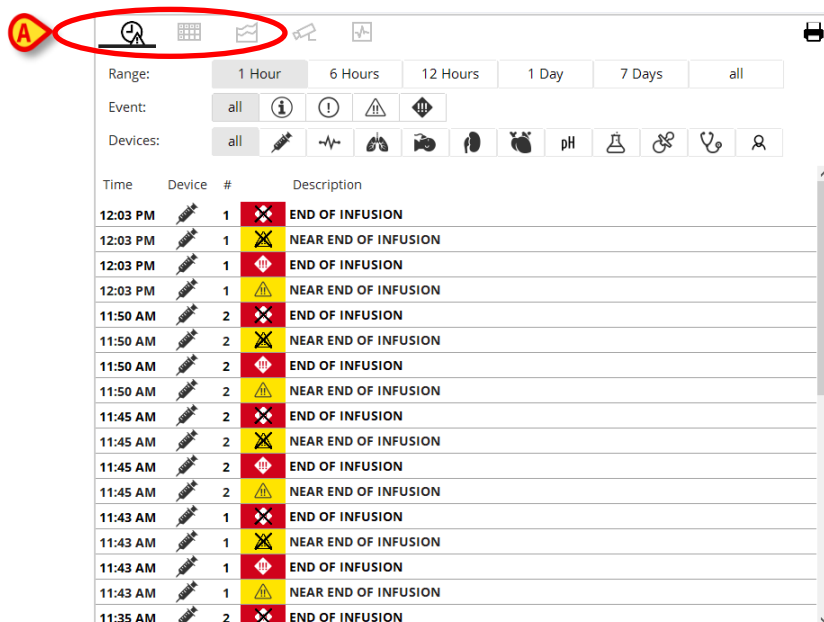 A
Range: 1 Hour 6 Hours 12 Hours 1 Day 7 Days all
Event: all
Devices: all pH
Time Device # Description
12:03 PM 1 END OF INFUSION
12:03 PM 1 NEAR END OF INFUSION
12:03 PM 1 END OF INFUSION
12:03 PM 1 NEAR END OF INFUSION
11:50 AM 2 END OF INFUSION
11:50 AM 2 NEAR END OF INFUSION
11:50 AM 2 END OF INFUSION
11:50 AM 2 NEAR END OF INFUSION
11:45 AM 2 END OF INFUSION
11:45 AM 2 NEAR END OF INFUSION
11:45 AM 2 END OF INFUSION
11:45 AM 2 NEAR END OF INFUSION
11:43 AM 1 END OF INFUSION
11:43 AM 1 NEAR END OF INFUSION
11:43 AM 1 END OF INFUSION
11:43 AM 1 NEAR END OF INFUSION
11:35 AM 2 END OF INFUSION